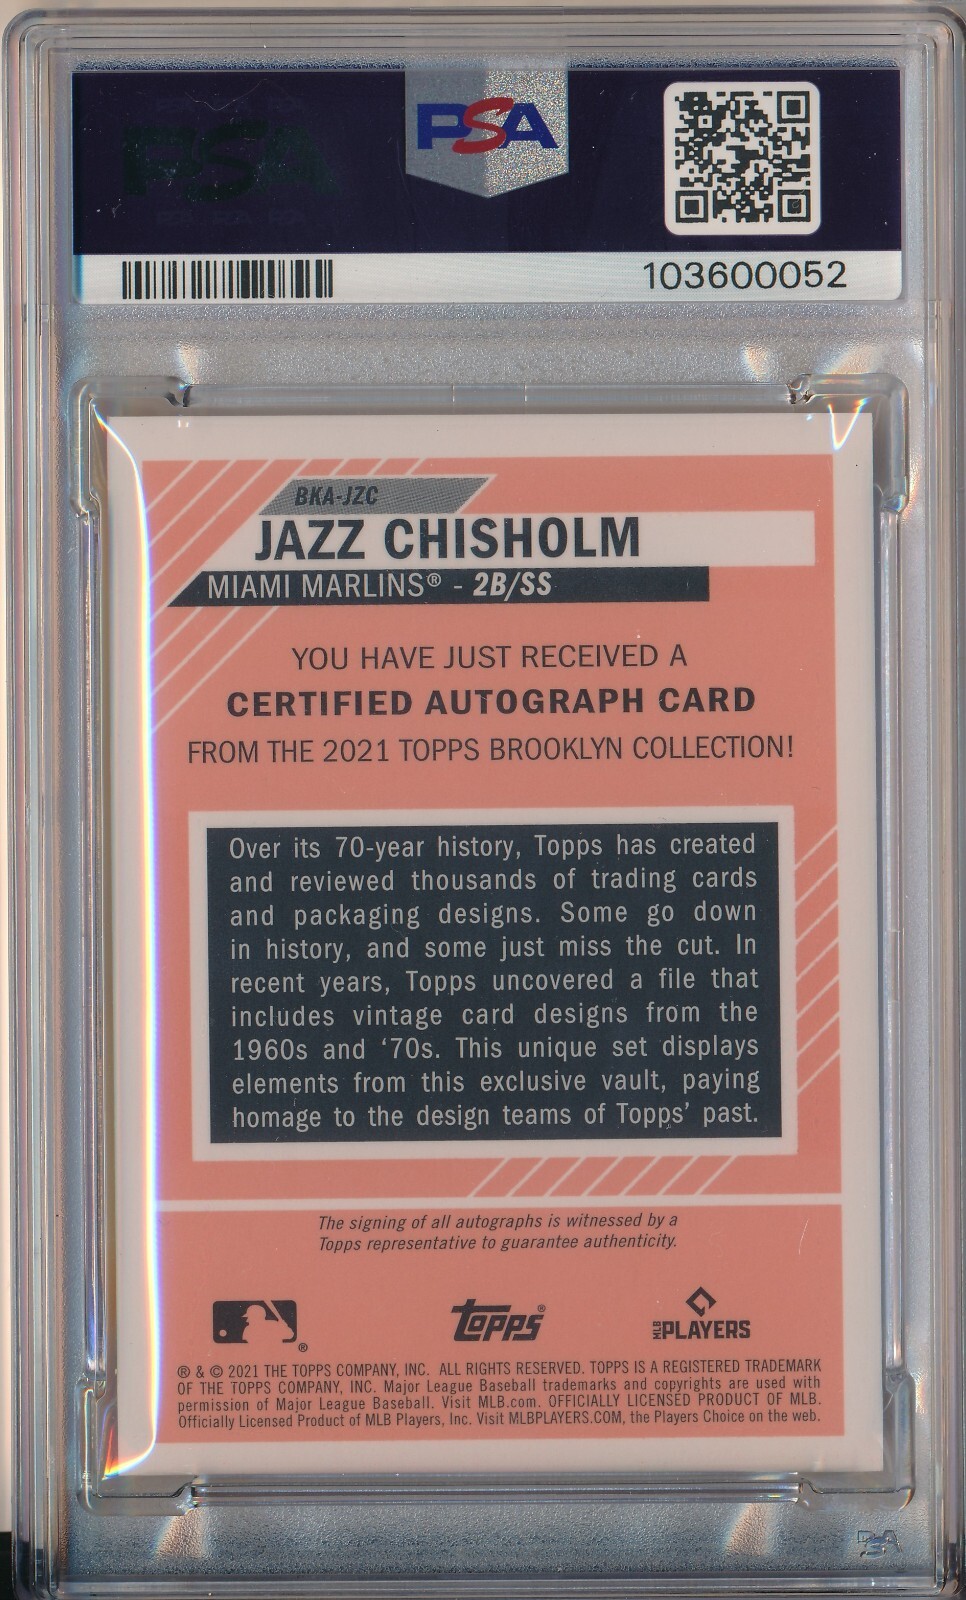 PSA
103600052
BKA-JZC
JAZZ CHISHOLM
MIAMI MARLINS® - 2B/SS
YOU HAVE JUST RECEIVED A
CERTIFIED AUTOGRAPH CARD
FROM THE 2021 TOPPS BROOKLYN COLLECTION!
Over its 70-year history, Topps has created
and reviewed thousands of trading cards
and packaging designs. Some go down
in history, and some just miss the cut. In
recent years, Topps uncovered a file that
includes vintage card designs from the
1960s and ‘70s. This unique set displays
elements from this exclusive vault, paying
homage to the design teams of Topps’ past.
The signing of all autographs is witnessed by a
Topps representative to guarantee authenticity.
® topps® MLB PLAYERS
® & © 2021 THE TOPPS COMPANY, INC. ALL RIGHTS RESERVED. TOPPS IS A REGISTERED TRADEMARK
OF THE TOPPS COMPANY, INC. Major League Baseball trademarks and copyrights are used with
permission of Major League Baseball. Visit MLB.com. OFFICIALLY LICENSED PRODUCT OF MLB.
Officially Licensed Product of MLB Players, Inc. Visit MLBPLAYERS.COM, the Players Choice on the web.
PSA